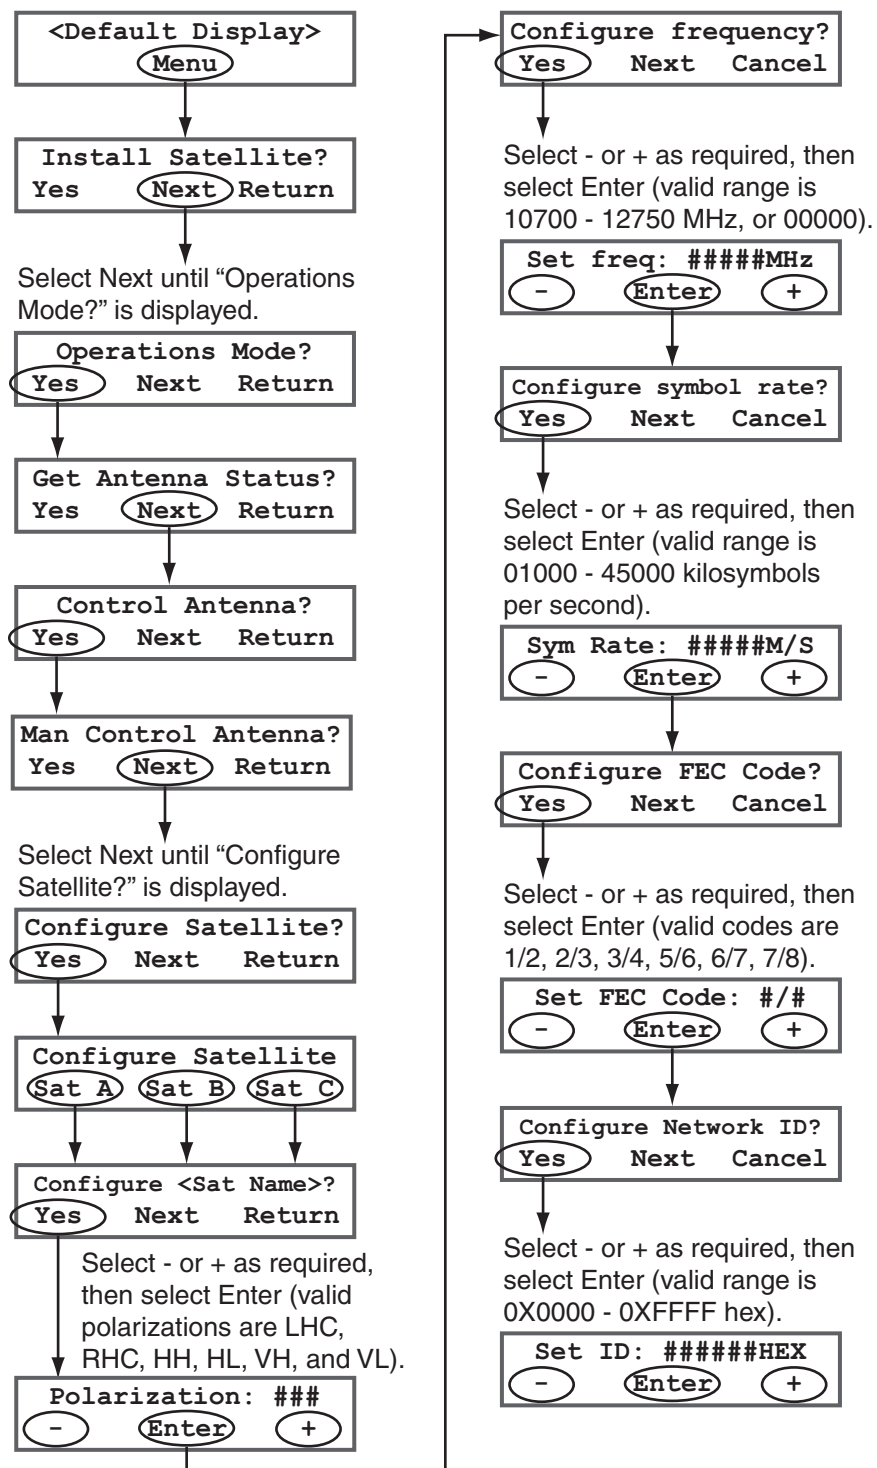 <Default Display>
Menu
Install Satellite?
Yes Next Return
Select Next until “Operations
Mode?” is displayed.
Operations Mode?
Yes Next Return
Get Antenna Status?
Yes Next Return
Control Antenna?
Yes Next Return
Man Control Antenna?
Yes Next Return
Select Next until “Configure
Satellite?” is displayed.
Configure Satellite?
Yes Next Return
Configure Satellite
Sat A Sat B Sat C
Configure <Sat Name>?
Yes Next Return
Select - or + as required,
then select Enter (valid
polarizations are LHC,
RHC, HH, HL, VH, and VL).
Polarization: ###
- Enter +
Configure frequency?
Yes Next Cancel
Select - or + as required, then
select Enter (valid range is
10700 - 12750 MHz, or 00000).
Set freq: #####MHz
- Enter +
Configure symbol rate?
Yes Next Cancel
Select - or + as required, then
select Enter (valid range is
01000 - 45000 kilosymbols
per second).
Sym Rate: #####M/S
- Enter +
Configure FEC Code?
Yes Next Cancel
Select - or + as required, then
select Enter (valid codes are
1/2, 2/3, 3/4, 5/6, 6/7, 7/8).
Set FEC Code: #/#
- Enter +
Configure Network ID?
Yes Next Cancel
Select - or + as required, then
select Enter (valid range is
0X0000 - 0XFFFF hex).
Set ID: ######HEX
- Enter +